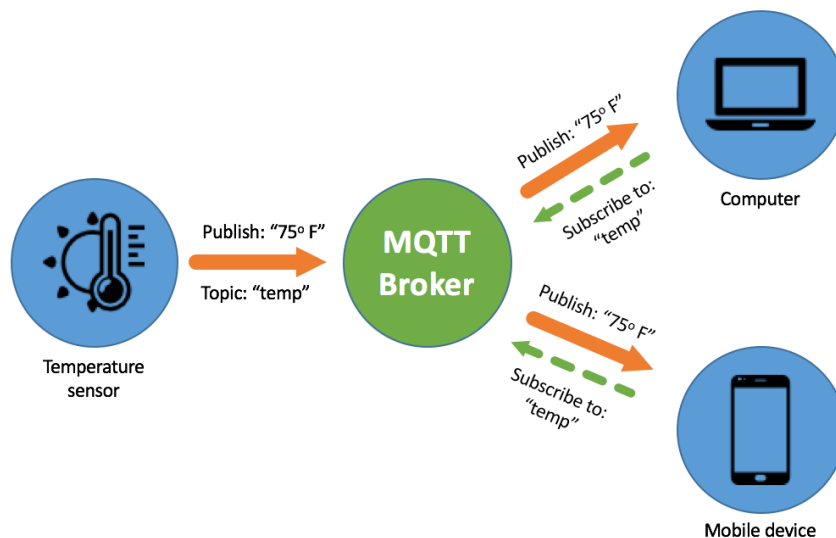 Publish: “75º F”
Topic: “temp”
Temperature
sensor
MQTT
Broker
Publish: “75º F”
Subscribe to:
“temp”
Computer
Publish: “75º F”
Subscribe to:
“temp”
Mobile device